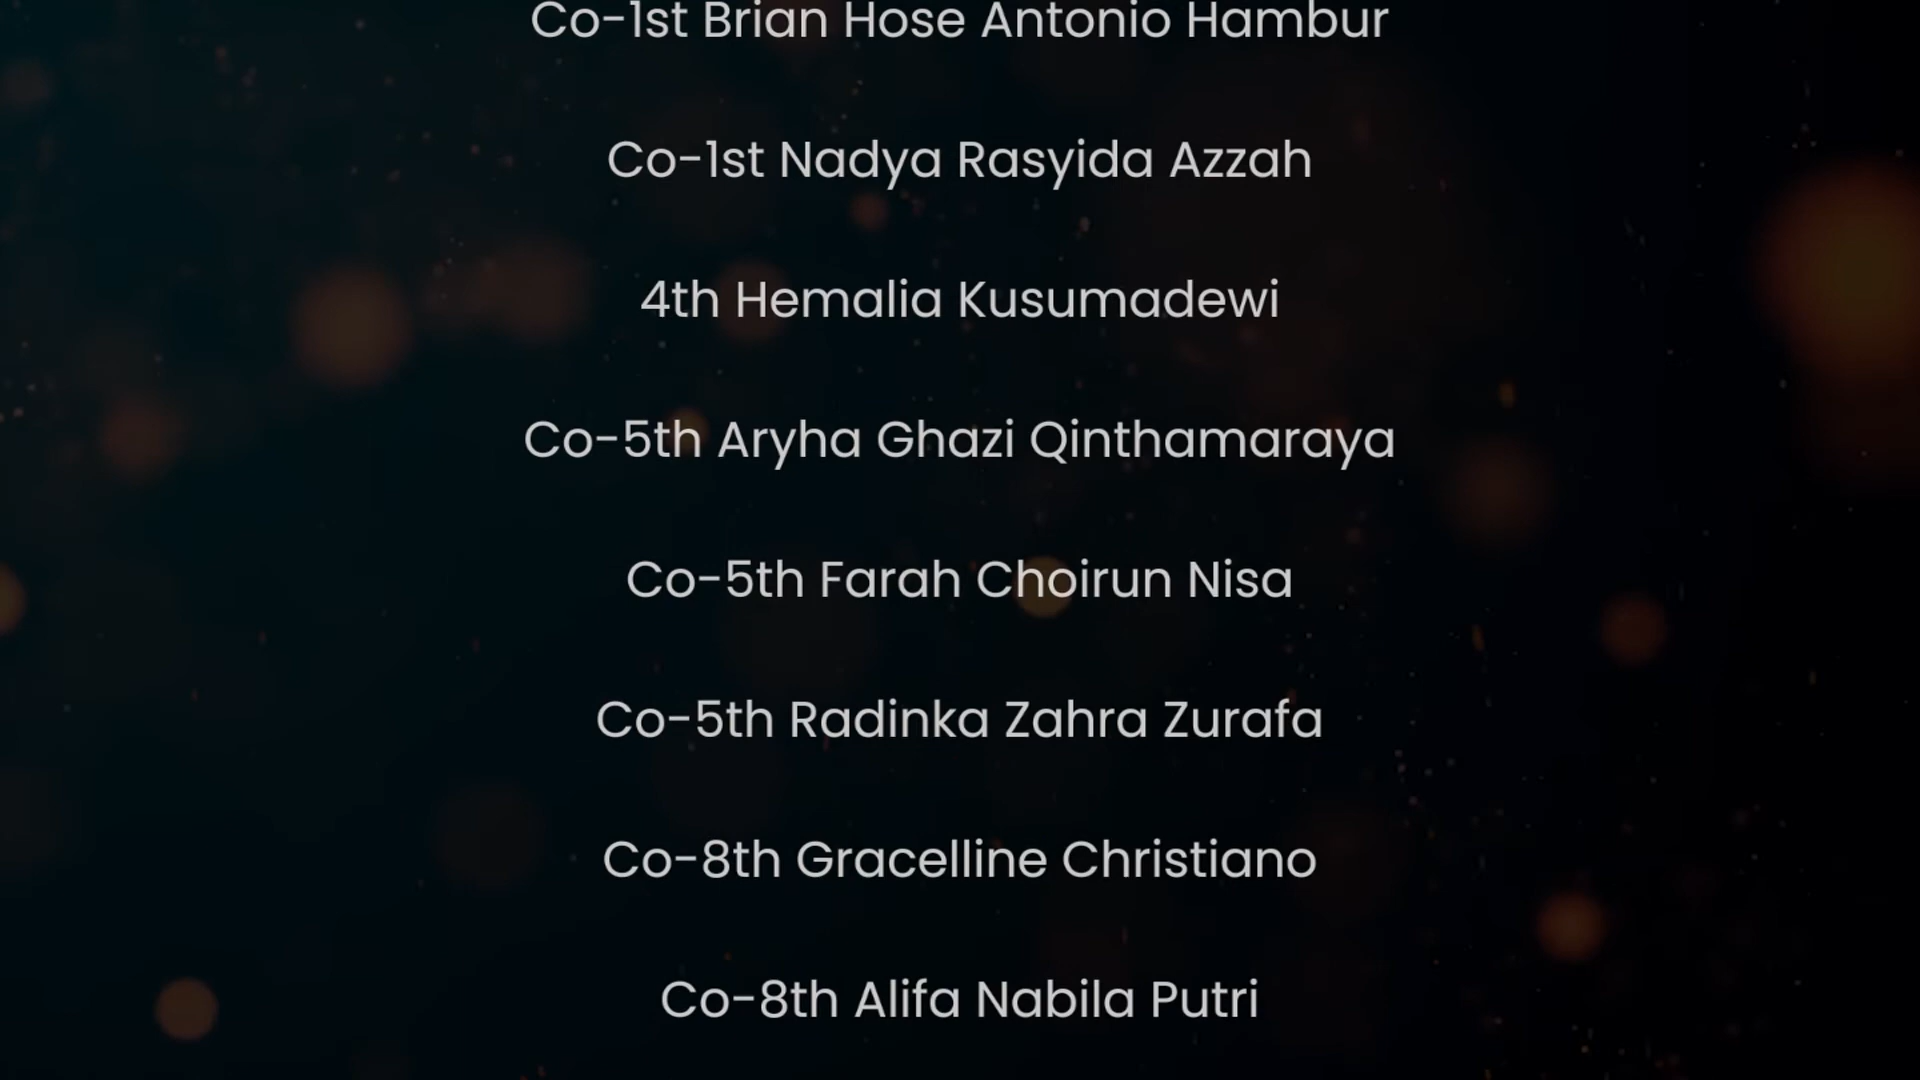 Co-1st Brian Hose Antonio Hambur
Co-1st Nadya Rasyida Azzah
4th Hemalia Kusumadewi
Co-5th Aryha Ghazi Qinthamaraya
Co-5th Farah Choirun Nisa
Co-5th Radinka Zahra Zurafa
Co-8th Gracelline Christiano
Co-8th Alifa Nabila Putri